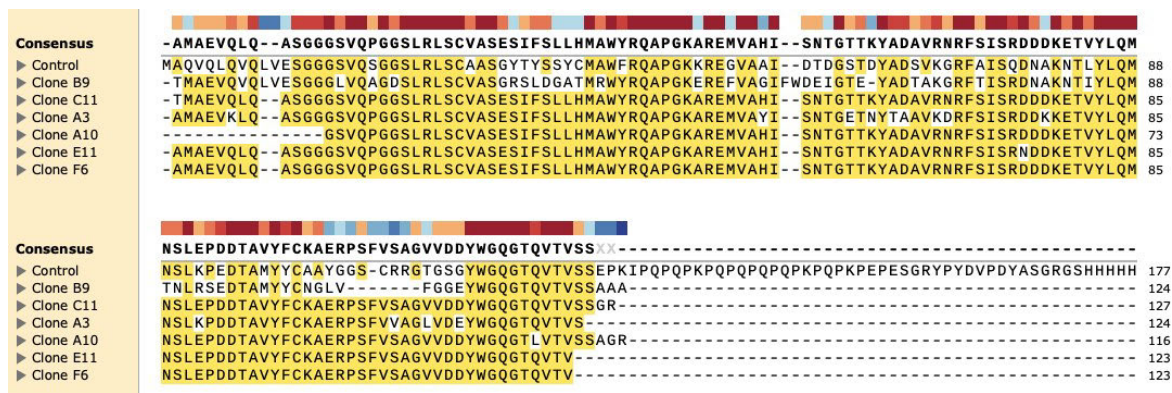 Consensus -AMAEVQLQ--ASGGGSVQPGGSLRLSCVASESIFSLLHMAWYRQAPGKAREMVAHI--SNTGTTKYADAVRNRFSISRDDDKETVYLQM
Control MAQVQLQVQLVESGGGSVQSGGSLRLSCAASGYTYSSYCMAWFRQAPGKKREGVAAI--DTDGSTDYADSVKGRFAISQDNAKNTLYLQM 88
Clone B9 -TMAEVQVQLVESGGGLVQAGDSLRLSCVASGRSLDGATMRWYRQAPGKEREFVAGIFWDEIGTE-YADTAKGRFTISRDNAKNTIYLQM 88
Clone C11 -TMAEVQLQ--ASGGGSVQPGGSLRLSCVASESIFSLLHMAWYRQAPGKAREMVAHI--SNTGTTKYADAVRNRFSISRDDDKETVYLQM 85
Clone A3 -AMAEVKLQ--ASGGGSVQPGGSLRLSCVASESIFSLLHMAWYRQAPGKAREMVAYI--SNTGETNYTAAVKDRFSISRDDKKETVYLQM 85
Clone A10 ---------------GSVQPGGSLRLSCVASESIFSLLHMAWYRQAPGKAREMVAHI--SNTGTTKYADAVRNRFSISRDDDKETVYLQM 73
Clone E11 -AMAEVQLQ--ASGGGSVQPGGSLRLSCVASESIFSLLHMAWYRQAPGKAREMVAHI--SNTGTTKYADAVRNRFSISRNDDKETVYLQM 85
Clone F6 -AMAEVQLQ--ASGGGSVQPGGSLRLSCVASESIFSLLHMAWYRQAPGKAREMVAHI--SNTGTTKYADAVRNRFSISRDDDKETVYLQM 85
Consensus NSLEPDDTAVYFCKAERPSFVSAGVVDDYWGQGTQVTVSSXX------------------------------------------------
Control NSLKPEDTAMYYCAAYGGS-CRRGTGSGYWGQGTQVTVSSEPKIPQPQPKPQPQPQPQPKPQPKPEPESGRYPYDVPDYASGRGSHHHHH 177
Clone B9 TNLRSEDTAMYYCNGLV-------FGGEYWGQGTQVTVSSAAA----------------------------------------------- 124
Clone C11 NSLEPDDTAVYFCKAERPSFVSAGVVDDYWGQGTQVTVSSGR------------------------------------------------ 127
Clone A3 NSLKPDDTAVYFCKAERPSFVVAGLVDEYWGQGTQVTVS--------------------------------------------------- 124
Clone A10 NSLEPDDTAVYFCKAERPSFVSAGVVDDYWGQGTLVTVSSAGR----------------------------------------------- 116
Clone E11 NSLEPDDTAVYFCKAERPSFVSAGVVDDYWGQGTQVTV---------------------------------------------------- 123
Clone F6 NSLEPDDTAVYFCKAERPSFVSAGVVDDYWGQGTQVTV---------------------------------------------------- 123